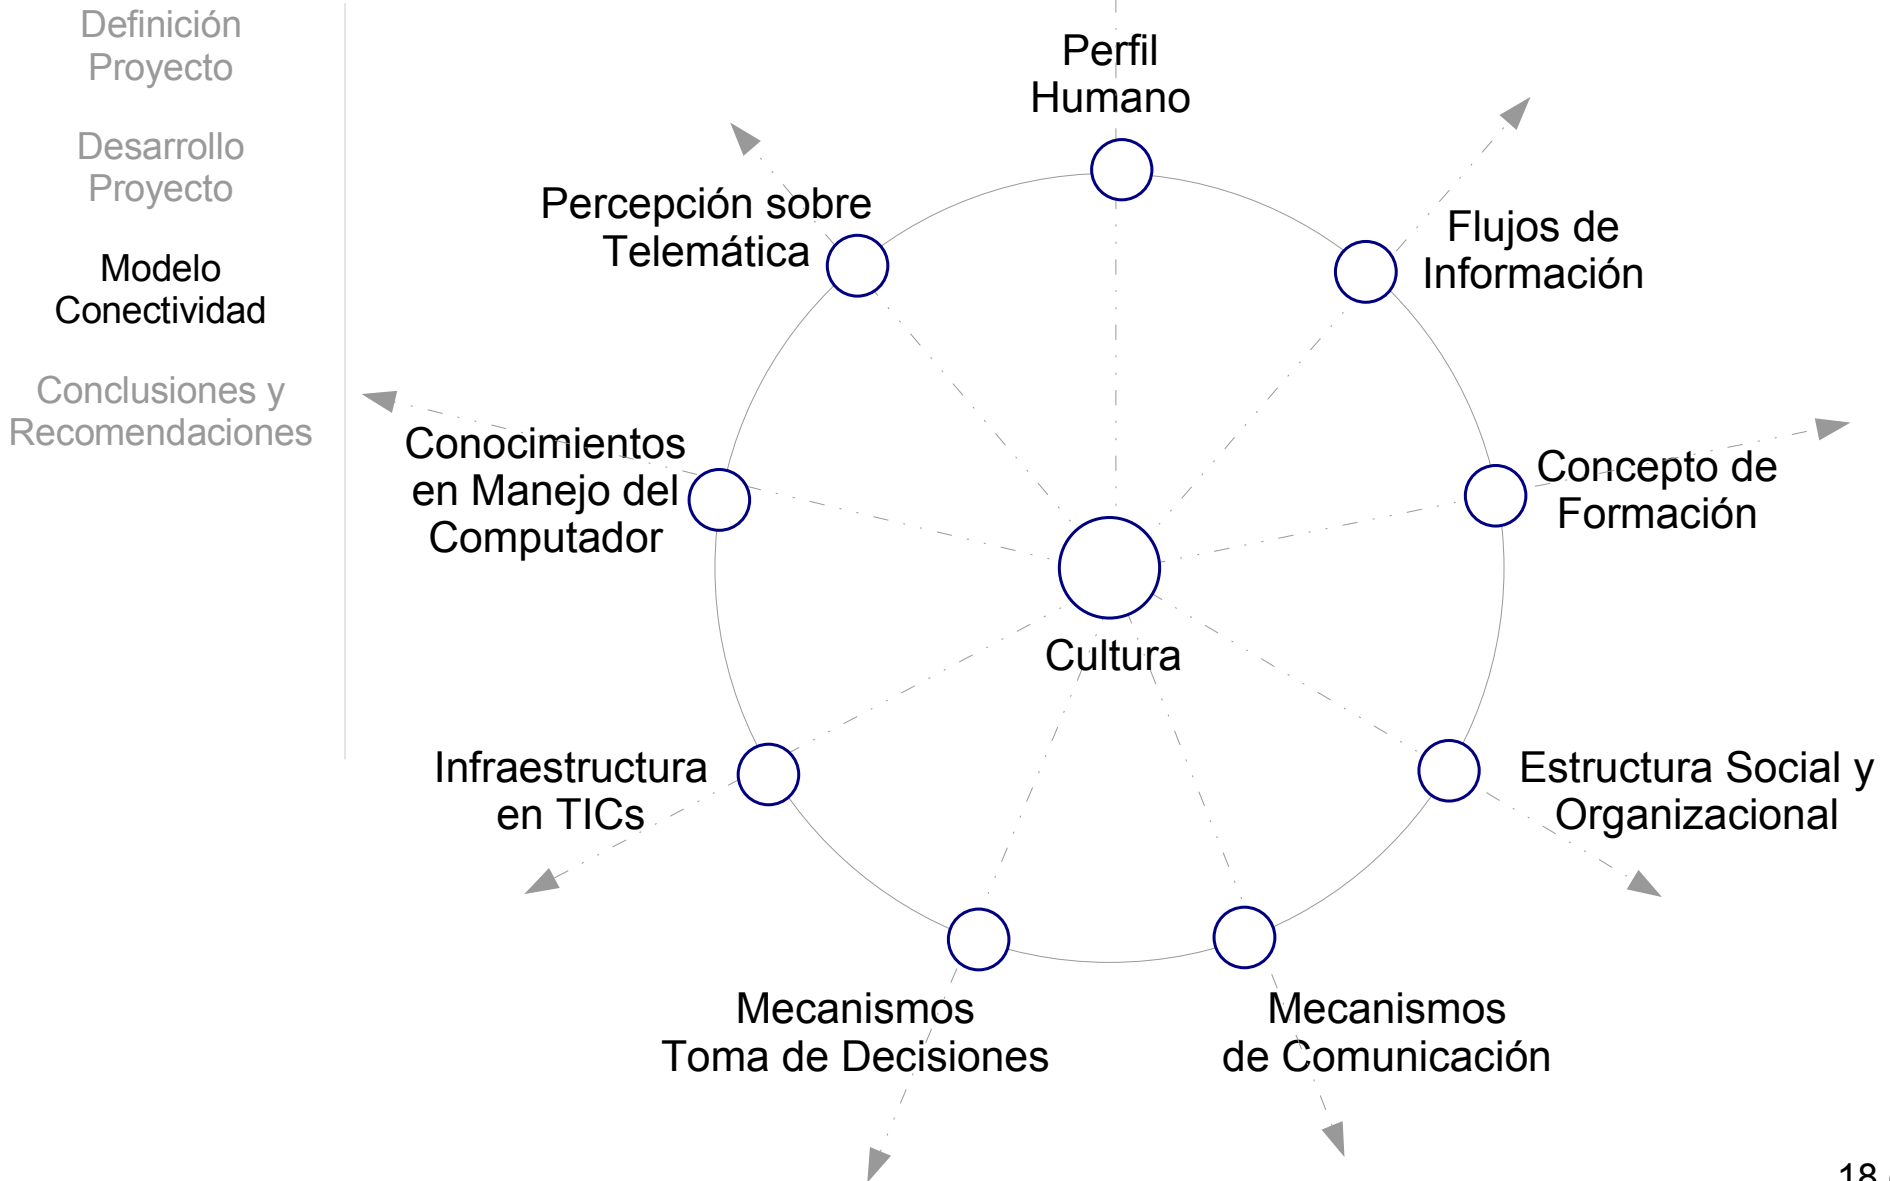 Definición
Proyecto
Desarrollo
Proyecto
Modelo
Conectividad
Conclusiones y
Recomendaciones
Perfil
Humano
Percepción sobre
Telemática
Flujos de
Información
Conocimientos
en Manejo del
Computador
Concepto de
Formación
Cultura
Infraestructura
en TICs
Estructura Social y
Organizacional
Mecanismos
Toma de Decisiones
Mecanismos
de Comunicación
18